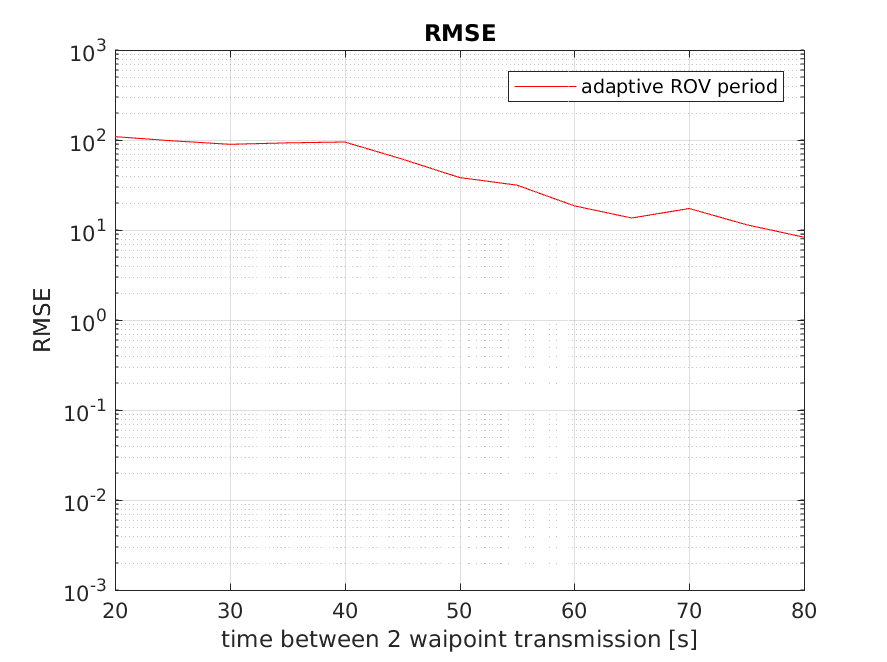 RMSE
adaptive ROV period
10^3
10^2
10^1
10^0
10^-1
10^-2
10^-3
RMSE
20 30 40 50 60 70 80
time between 2 waipoint transmission [s]